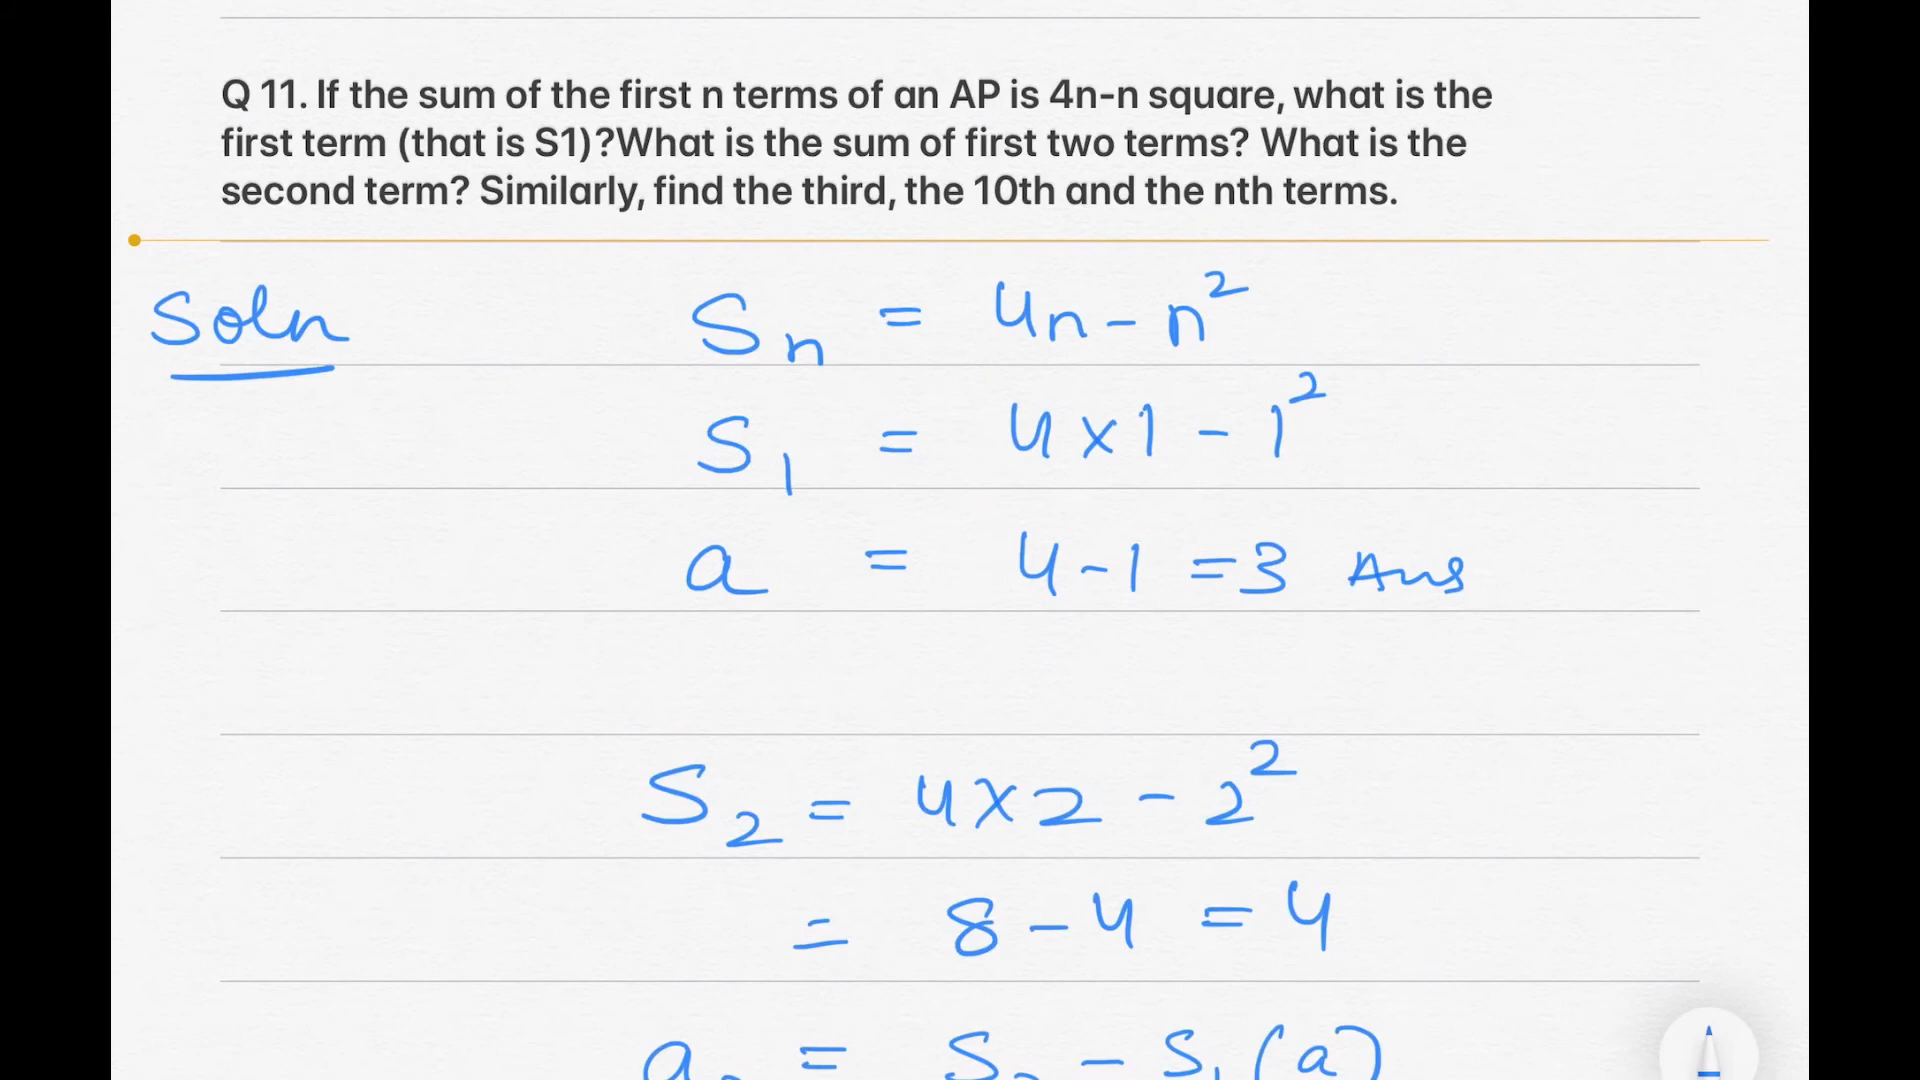 Q 11. If the sum of the first n terms of an AP is 4n-n square, what is the
first term (that is S1)?What is the sum of first two terms? What is the
second term? Similarly, find the third, the 10th and the nth terms.
Soln Sₙ = 4n - n²
S₁ = 4 x 1 - 1²
a = 4 - 1 = 3 Ans
S₂ = 4 x 2 - 2²
= 8 - 4 = 4
a₂ = S₂ - S₁ (a)